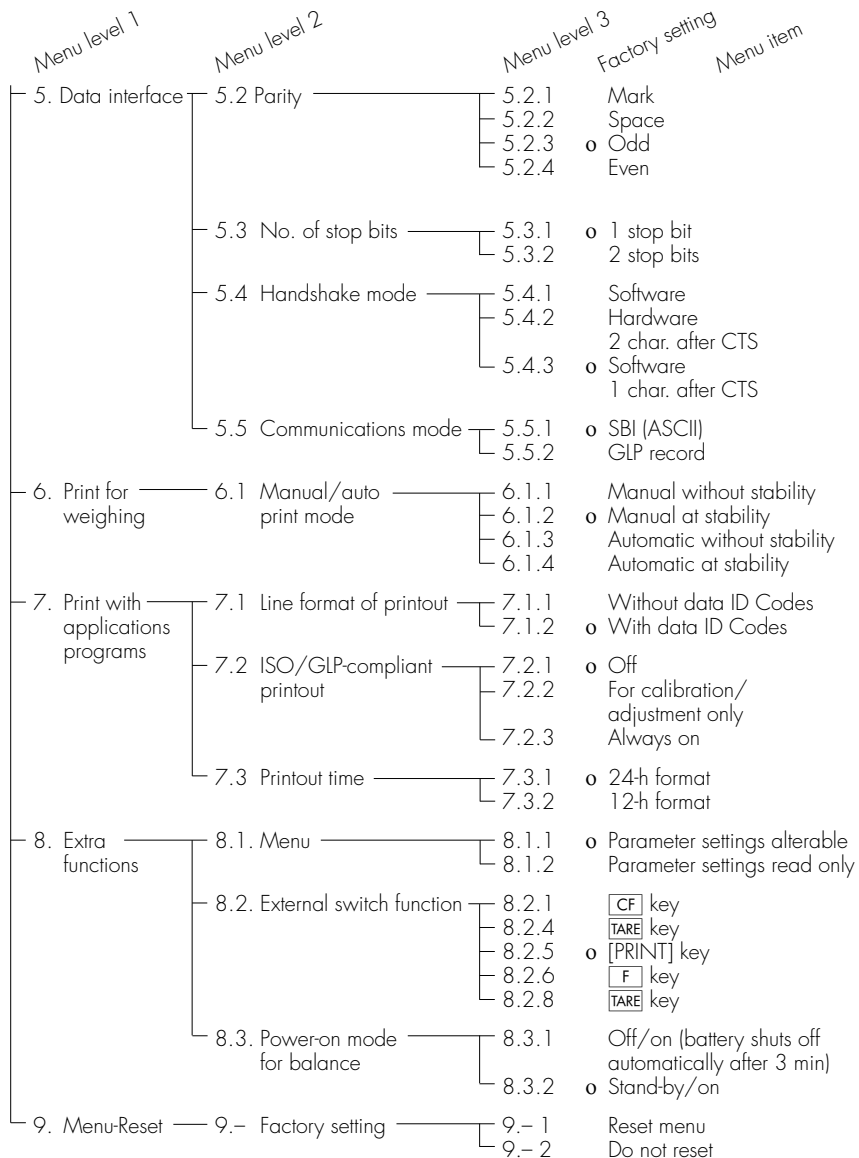 Menu level 1 Menu level 2 Menu level 3 Factory setting Menu item
5. Data interface 5.2 Parity 5.2.1 Mark
5.2.2 Space
5.2.3 o Odd
5.2.4 Even
5.3 No. of stop bits 5.3.1 o 1 stop bit
5.3.2 2 stop bits
5.4 Handshake mode 5.4.1 Software
5.4.2 Hardware
2 char. after CTS
5.4.3 o Software
1 char. after CTS
5.5 Communications mode 5.5.1 o SBI (ASCII)
5.5.2 GLP record
6. Print for 6.1 Manual/auto 6.1.1 Manual without stability
weighing print mode 6.1.2 o Manual at stability
6.1.3 Automatic without stability
6.1.4 Automatic at stability
7. Print with 7.1 Line format of printout 7.1.1 Without data ID Codes
applications 7.1.2 o With data ID Codes
programs
7.2 ISO/GLP-compliant 7.2.1 o Off
printout 7.2.2 For calibration/
adjustment only
7.2.3 Always on
7.3 Printout time 7.3.1 o 24-h format
7.3.2 12-h format
8. Extra 8.1. Menu 8.1.1 o Parameter settings alterable
functions 8.1.2 Parameter settings read only
8.2. External switch function 8.2.1 CF key
8.2.4 TARE key
8.2.5 o [PRINT] key
8.2.6 F key
8.2.8 TARE key
8.3. Power-on mode 8.3.1 Off/on (battery shuts off
for balance automatically after 3 min)
8.3.2 o Stand-by/on
9. Menu-Reset 9.– Factory setting 9.– 1 Reset menu
9.– 2 Do not reset